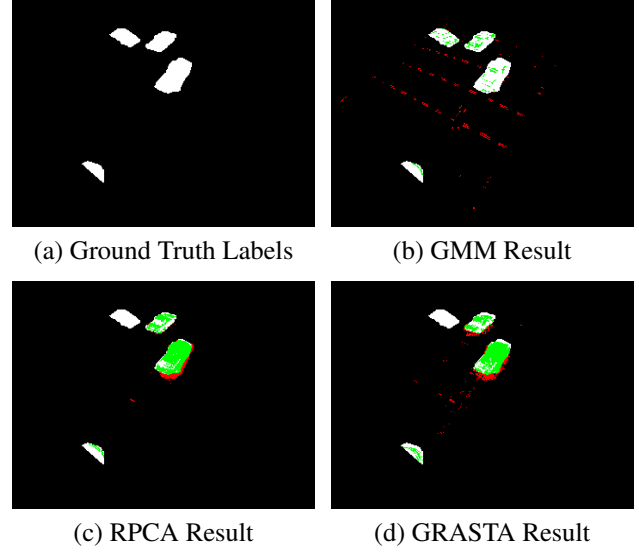 (a) Ground Truth Labels
(b) GMM Result
(c) RPCA Result
(d) GRASTA Result